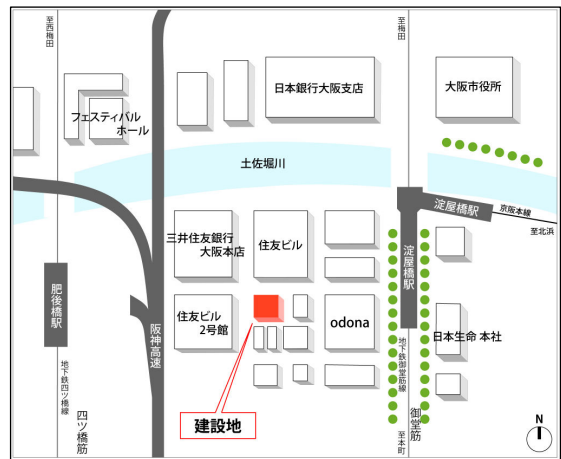 至西梅田
至梅田
日本銀行大阪支店
大阪市役所
フェスティバル
ホール
土佐堀川
淀屋橋駅
京阪本線
至北浜
三井住友銀行
大阪本店
住友ビル
淀屋橋駅
肥後橋駅
阪神高速
住友ビル
2号館
odona
日本生命 本社
地下鉄御堂筋線
地下鉄四ツ橋線
四ツ橋筋
建設地
御堂筋
至本町
N